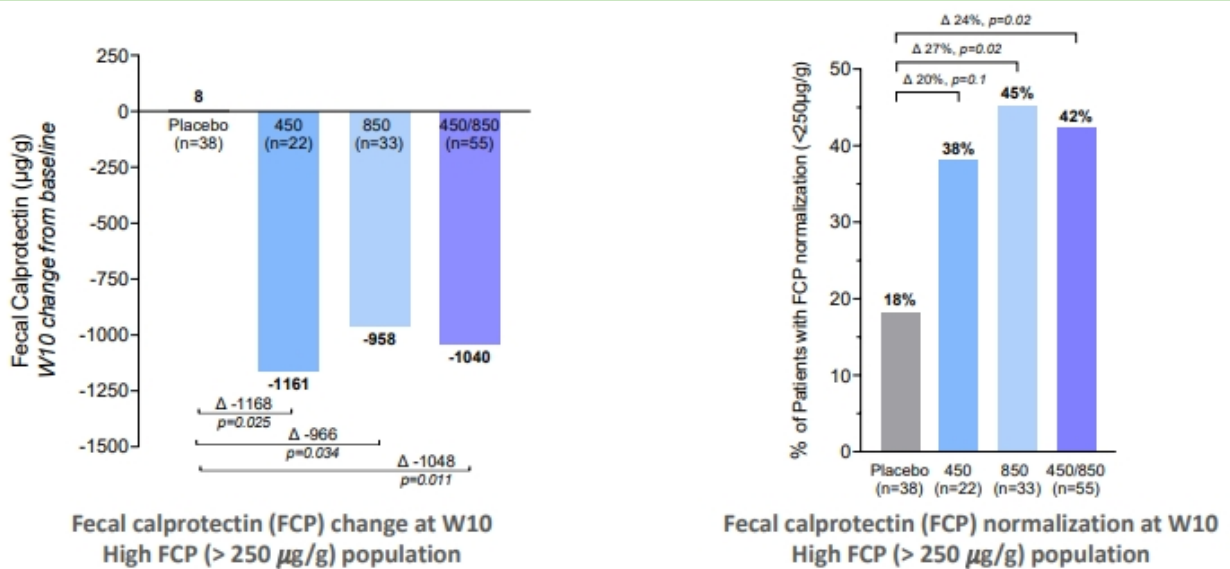 250
0
-250
-500
-750
-1000
-1250
-1500
Fecal Calprotectin (µg/g)
W10 change from baseline
8
Placebo
(n=38)
450
(n=22)
850
(n=33)
450/850
(n=55)
-1161
-958
-1040
Δ -1168
p=0.025
Δ -966
p=0.034
Δ -1048
p=0.011
Fecal calprotectin (FCP) change at W10
High FCP (> 250 µg/g) population
Δ 24%, p=0.02
Δ 27%, p=0.02
Δ 20%, p=0.1
% of Patients with FCP normalization (<250µg/g)
50
40
30
20
10
0
18%
38%
45%
42%
Placebo
(n=38)
450
(n=22)
850
(n=33)
450/850
(n=55)
Fecal calprotectin (FCP) normalization at W10
High FCP (> 250 µg/g) population